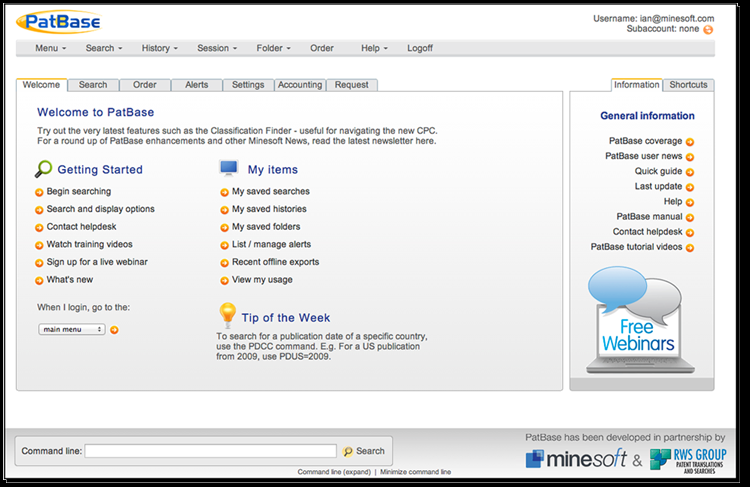 PatBase
Username: ian@minesoft.com
Subaccount: none
Menu Search History Session Folder Order Help Logoff
Welcome Search Order Alerts Settings Accounting Request
Welcome to PatBase
Try out the very latest features such as the Classification Finder - useful for navigating the new CPC.
For a round up of PatBase enhancements and other Minesoft News, read the latest newsletter here.
Getting Started
Begin searching
Search and display options
Contact helpdesk
Watch training videos
Sign up for a live webinar
What's new
When I login, go to the:
main menu
My items
My saved searches
My saved histories
My saved folders
List / manage alerts
Recent offline exports
View my usage
Tip of the Week
To search for a publication date of a specific country,
use the PDCC command. E.g. For a US publication
from 2009, use PDUS=2009.
Information Shortcuts
General information
PatBase coverage
PatBase user news
Quick guide
Last update
Help
PatBase manual
Contact helpdesk
PatBase tutorial videos
Free
Webinars
Command line: Search
Command line (expand) | Minimize command line
PatBase has been developed in partnership by
minesoft & RWS GROUP
PATENT TRANSLATIONS
AND SEARCHES